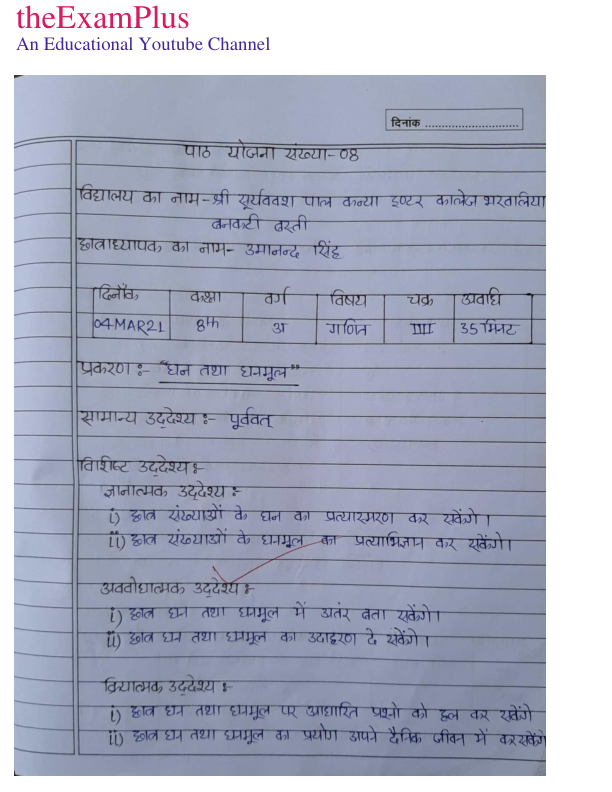 theExamPlus
An Educational Youtube Channel
दिनांक ............................
पाठ योजना संख्या-08
विद्यालय का नाम-श्री सूर्यबक्श पाल कन्या इण्टर कालेज भरवलिया
बनकटी बस्ती
छात्राध्यापक का नाम- उमानन्द सिंह
दिनाँक कक्षा वर्ग विषय चक्र अवधि
04MAR21 8th अ गणित III 35 मिनट
प्रकरण :- "घन तथा घनमूल"
सामान्य उद्देश्य :- पूर्ववत्
विशिष्ट उद्देश्य :-
ज्ञानात्मक उद्देश्य :-
i) छात्र संख्याओं के घन का प्रत्यास्मरण कर सकेंगे।
ii) छात्र संख्याओं के घनमूल का प्रत्याभिज्ञान कर सकेंगे।
अवबोधात्मक उद्देश्य :-
i) छात्र घन तथा घनमूल में अतंर बता सकेंगे।
ii) छात्र घन तथा घनमूल का उदाहरण दे सकेंगे।
क्रियात्मक उद्देश्य :-
i) छात्र घन तथा घनमूल पर आधारित प्रश्नो को हल कर सकेंगे
ii) छात्र घन तथा घनमूल का प्रयोग अपने दैनिक जीवन में कर सकेंगे